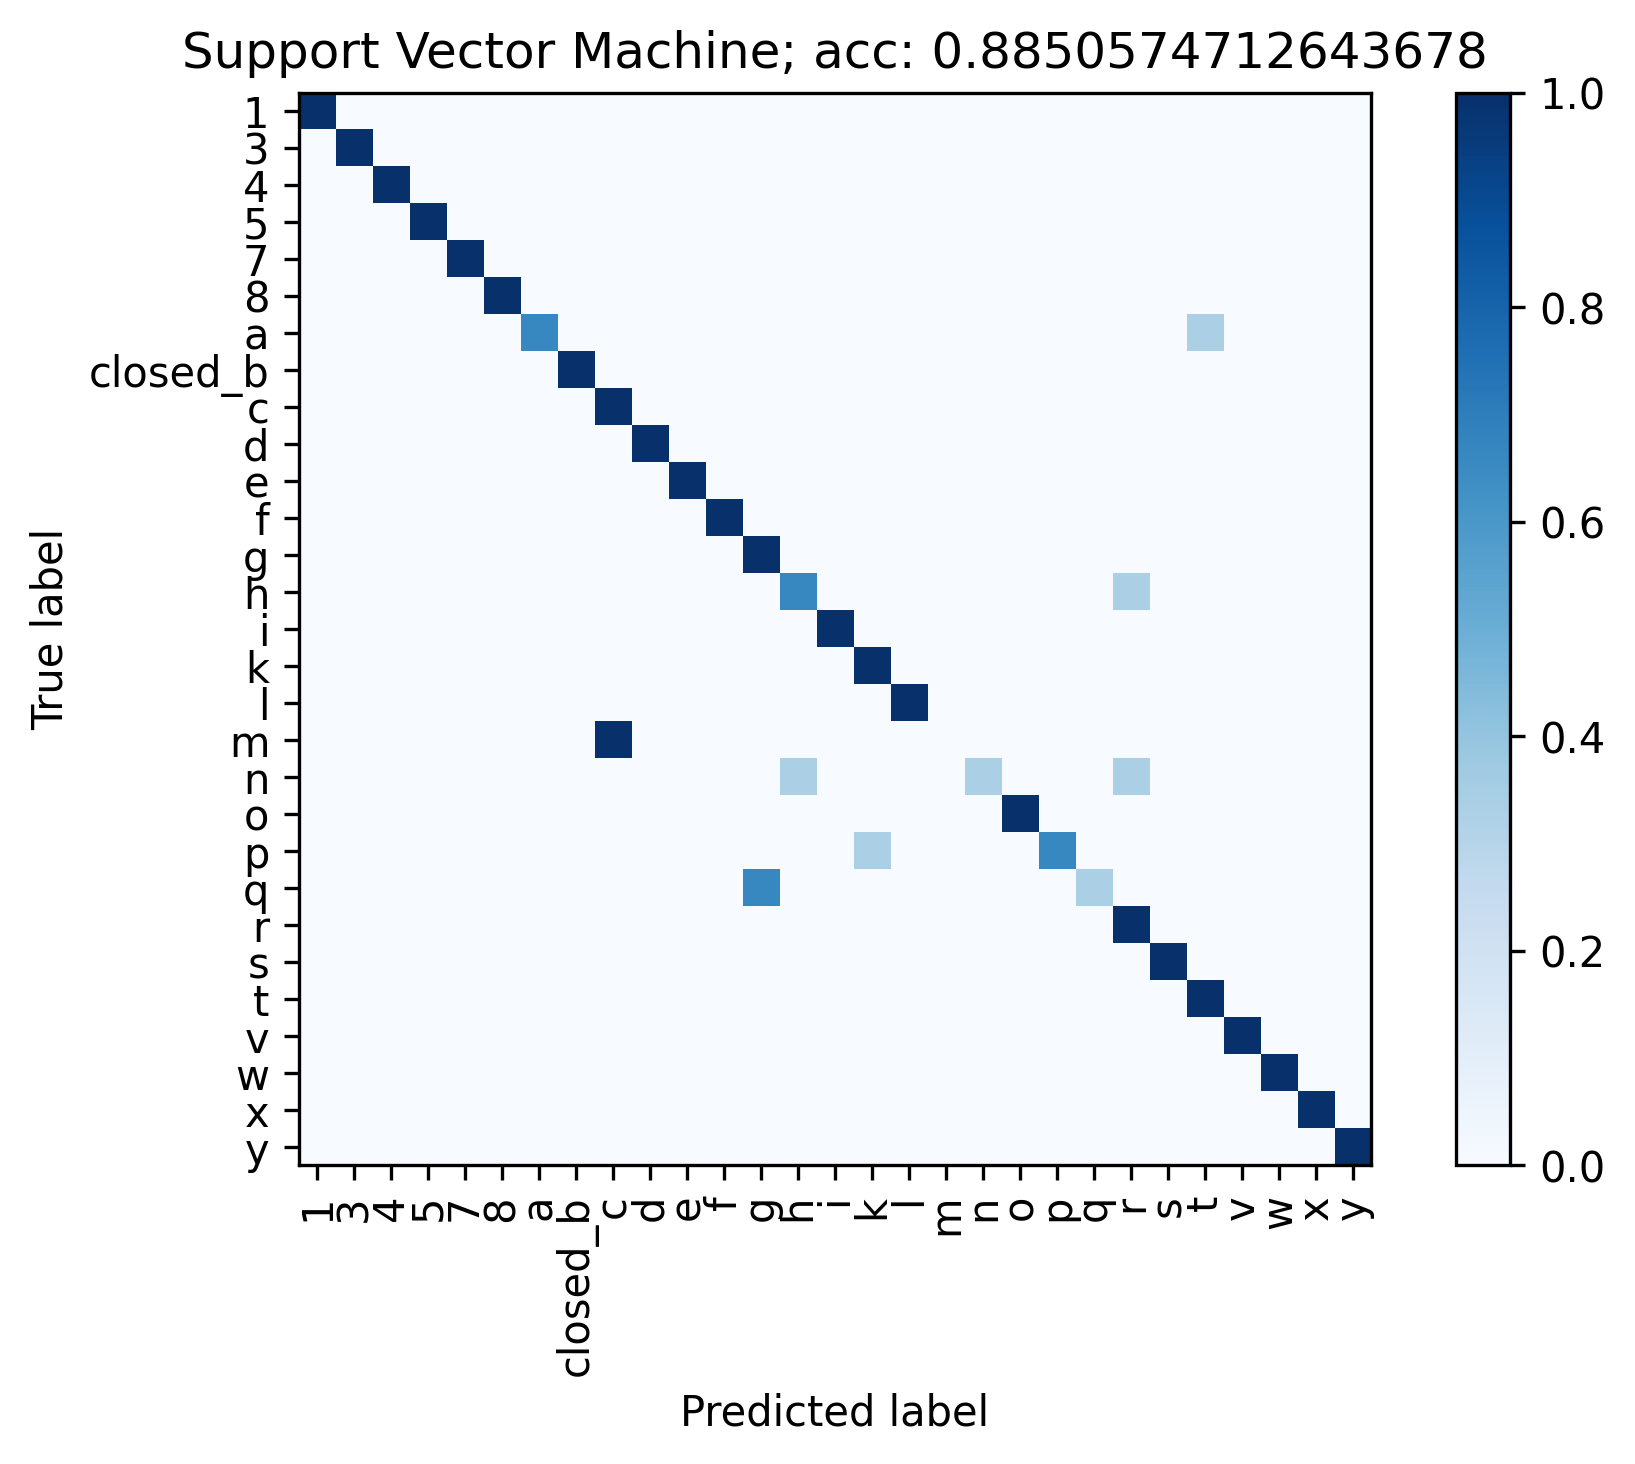 Support Vector Machine; acc: 0.8850574712643678
True label
1
3
4
5
7
8
a
closed_b
c
d
e
f
g
h
i
k
l
m
n
o
p
q
r
s
t
v
w
x
y
1 3 4 5 7 8 a closed_b c d e f g h i k l m n o p q r s t v w x y
Predicted label
1.0
0.8
0.6
0.4
0.2
0.0